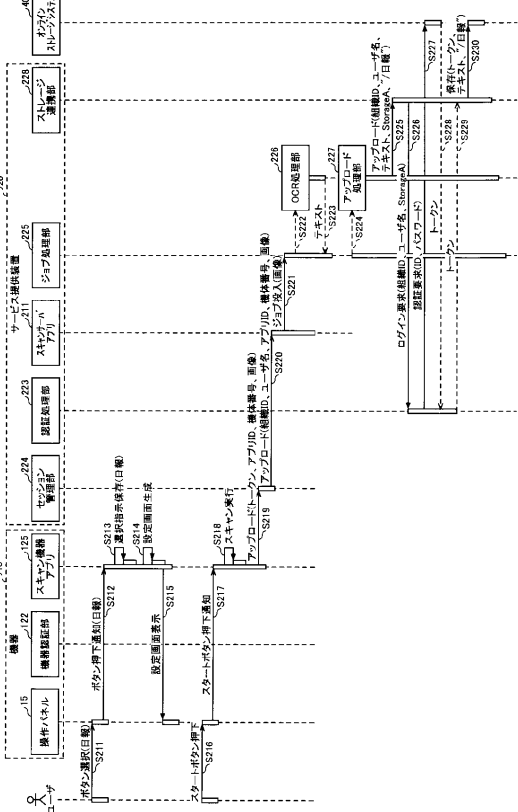 ユーザ
機器
15
操作パネル
122
機器認証部
125
スキャン機器
アプリ
サービス提供装置
224
セッション
管理部
223
認証処理部
211
スキャンサーバ
アプリ
225
ジョブ処理部
226
OCR処理部
227
アップロード
処理部
228
ストレージ
連携部
オンライン
ボタン選択(日報)
S211
ボタン押下通知(日報)
S212
S213
選択指示保存(日報)
S214
設定画面生成
設定画面表示
S215
スタートボタン押下
S216
スタートボタン押下通知
S217
S218
スキャン実行
アップロード(トークン、アプリID、機体番号、画像)
S219
アップロード(組織ID、ユーザ名、アプリID、機体番号、画像)
S220
ジョブ投入(画像)
S221
S222
テキスト
S223
S224
アップロード(組織ID、ユーザ名、
テキスト、StorageA、"/日報")
S225
ログイン要求(組織ID、ユーザ名、StorageA)
S226
認証要求(ID、パスワード)
S227
トークン
S228
トークン
S229
保存(トークン、
テキスト、"/日報")
S230